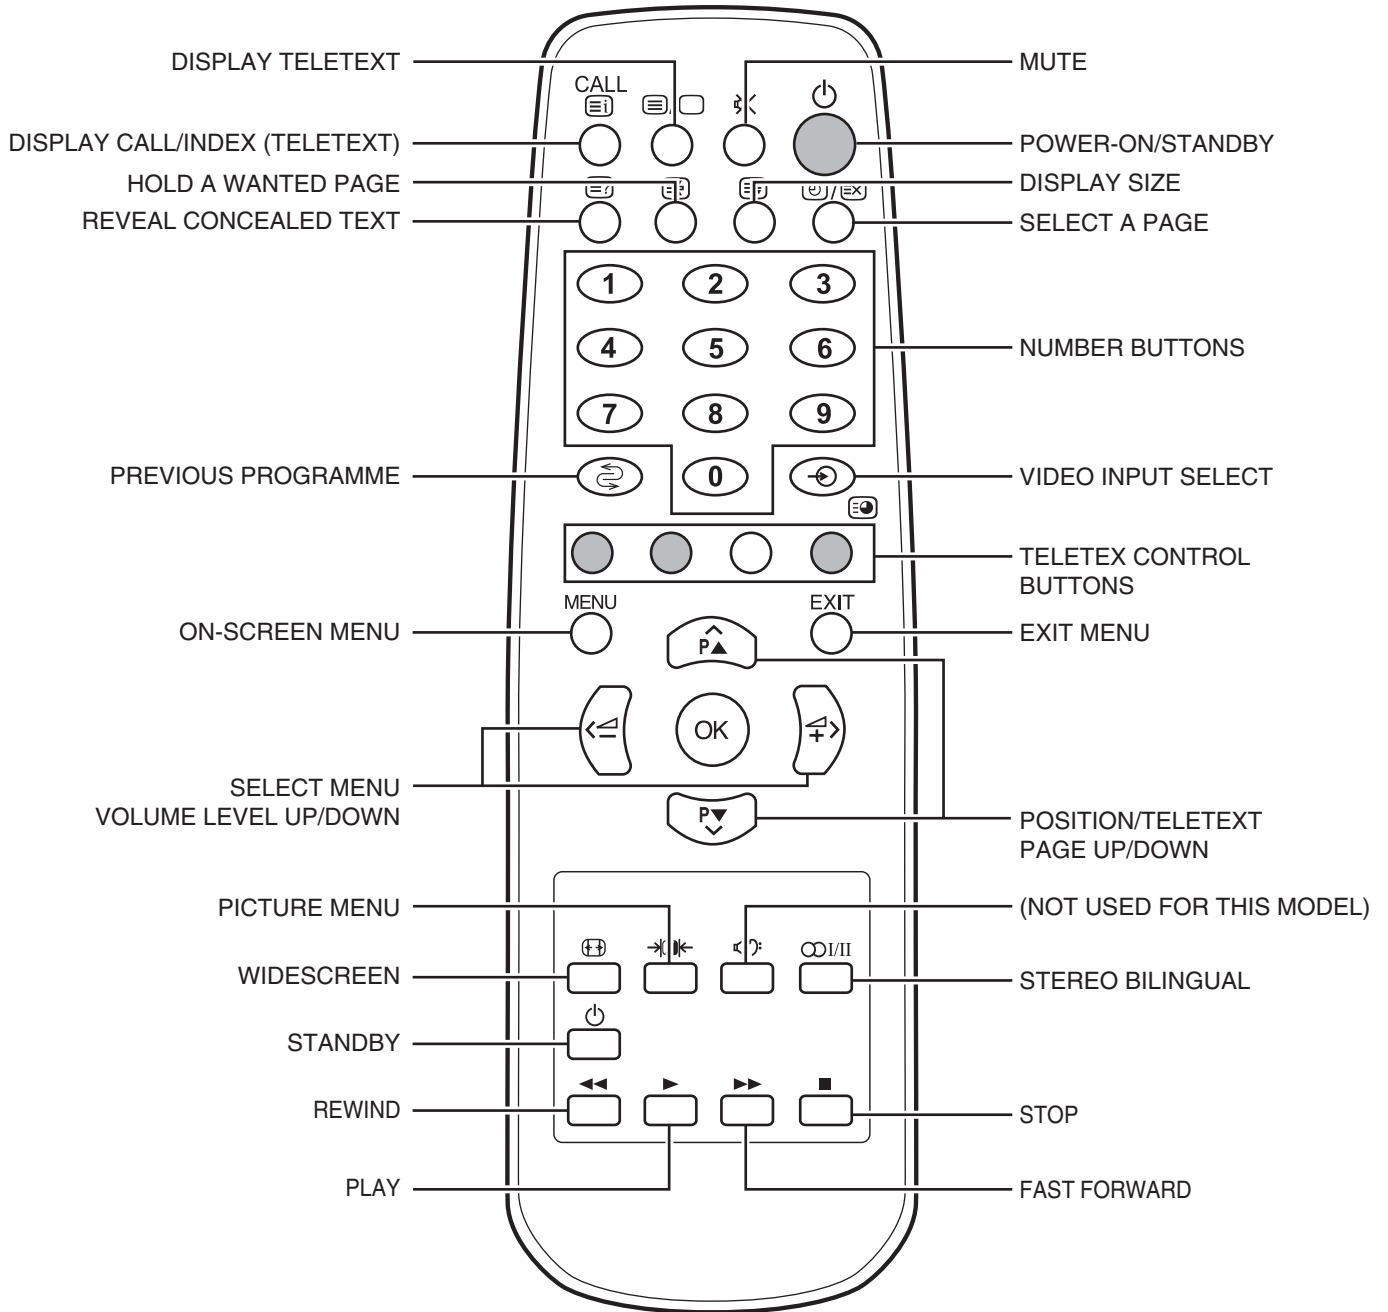 DISPLAY TELETEXT
MUTE
CALL
DISPLAY CALL/INDEX (TELETEXT)
POWER-ON/STANDBY
HOLD A WANTED PAGE
DISPLAY SIZE
REVEAL CONCEALED TEXT
SELECT A PAGE
1 2 3
4 5 6
NUMBER BUTTONS
7 8 9
PREVIOUS PROGRAMME
0
VIDEO INPUT SELECT
TELETEX CONTROL
BUTTONS
MENU
EXIT
ON-SCREEN MENU
P▲
EXIT MENU
OK
SELECT MENU
VOLUME LEVEL UP/DOWN
P▼
POSITION/TELETEXT
PAGE UP/DOWN
PICTURE MENU
(NOT USED FOR THIS MODEL)
I/II
WIDESCREEN
STEREO BILINGUAL
STANDBY
REWIND
STOP
PLAY
FAST FORWARD